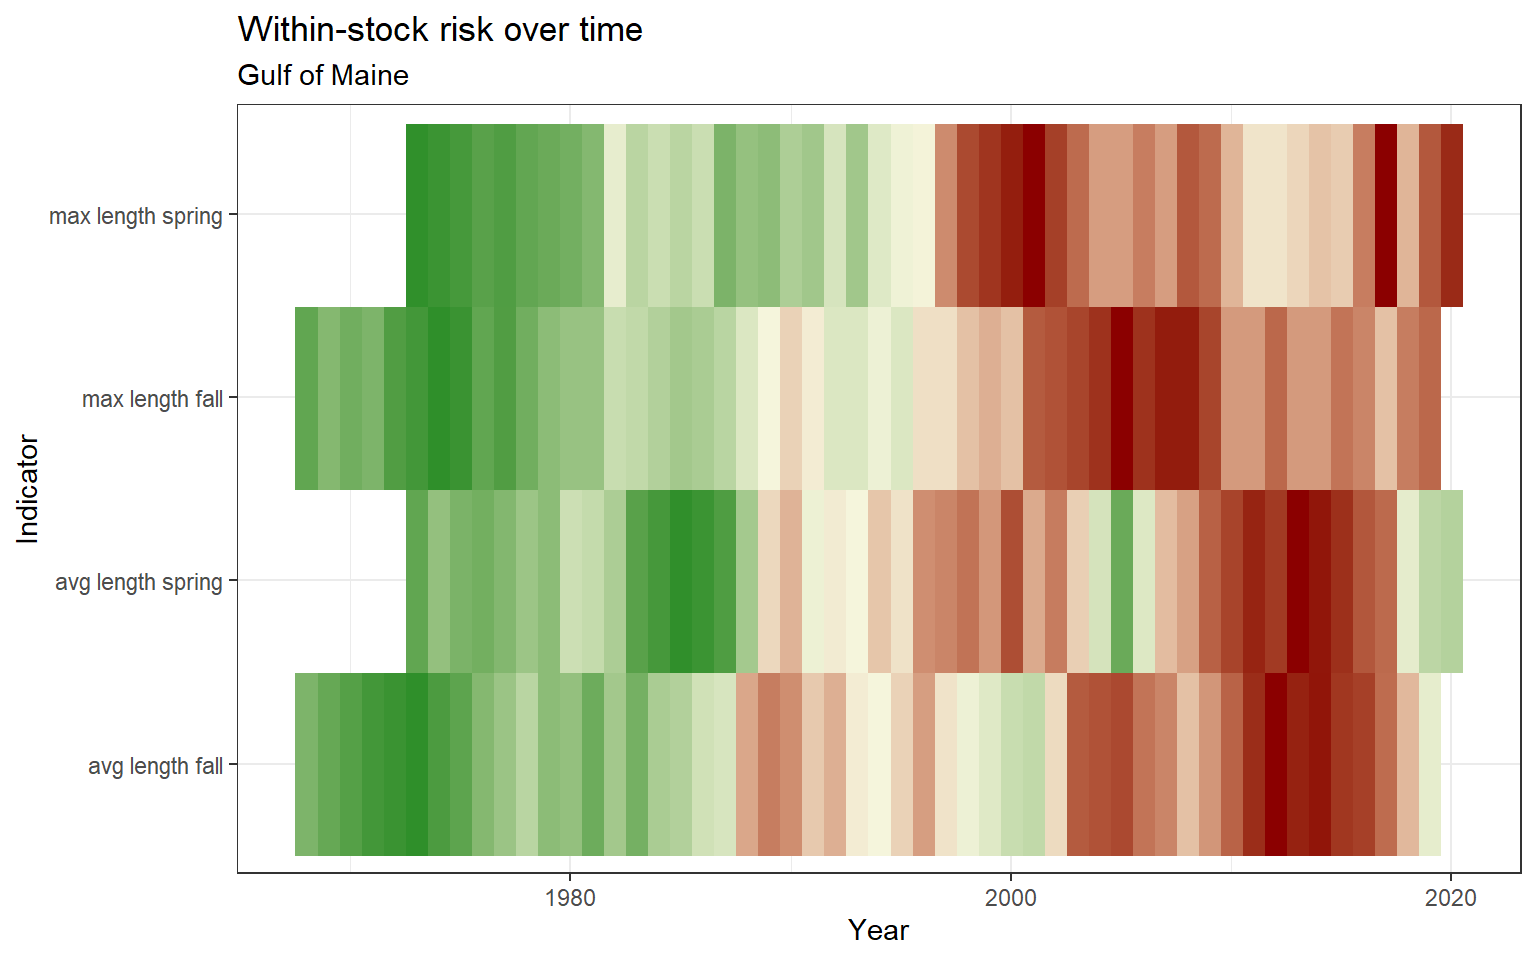 Within-stock risk over time
Gulf of Maine
Indicator
max length spring
max length fall
avg length spring
avg length fall
1980
2000
2020
Year